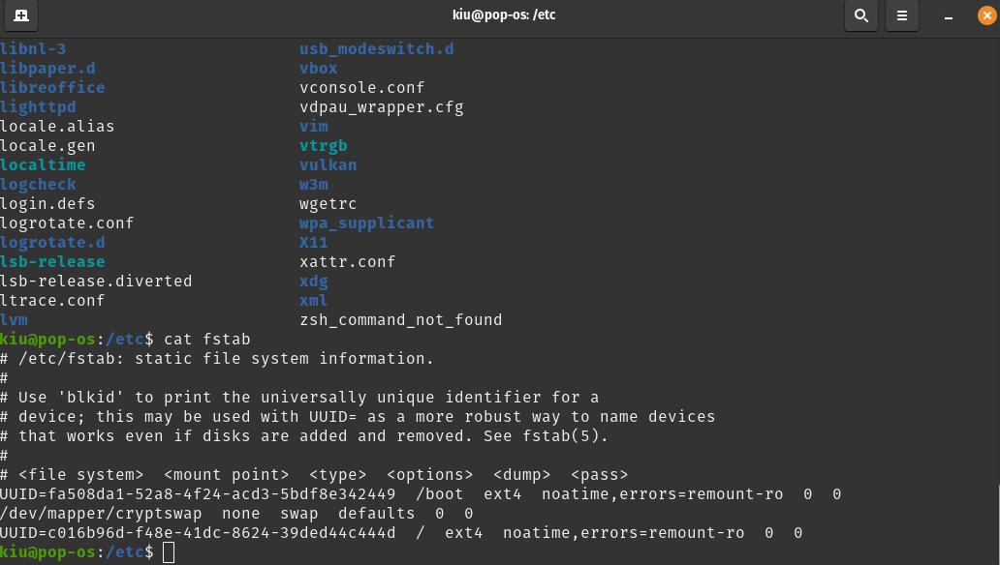 kiu@pop-os: /etc
libnl-3 usb_modeswitch.d
libpaper.d vbox
libreoffice vconsole.conf
lighttpd vdpau_wrapper.cfg
locale.alias vim
locale.gen vtrgb
localtime vulkan
logcheck w3m
login.defs wgetrc
logrotate.conf wpa_supplicant
logrotate.d X11
lsb-release xattr.conf
lsb-release.diverted xdg
ltrace.conf xml
lvm zsh_command_not_found
kiu@pop-os:/etc$ cat fstab
# /etc/fstab: static file system information.
#
# Use 'blkid' to print the universally unique identifier for a
# device; this may be used with UUID= as a more robust way to name devices
# that works even if disks are added and removed. See fstab(5).
#
# <file system>  <mount point>  <type>  <options>  <dump>  <pass>
UUID=fa508da1-52a8-4f24-acd3-5bdf8e342449  /boot  ext4  noatime,errors=remount-ro  0  0
/dev/mapper/cryptswap  none  swap  defaults  0  0
UUID=c016b96d-f48e-41dc-8624-39ded44c444d  /  ext4  noatime,errors=remount-ro  0  0
kiu@pop-os:/etc$